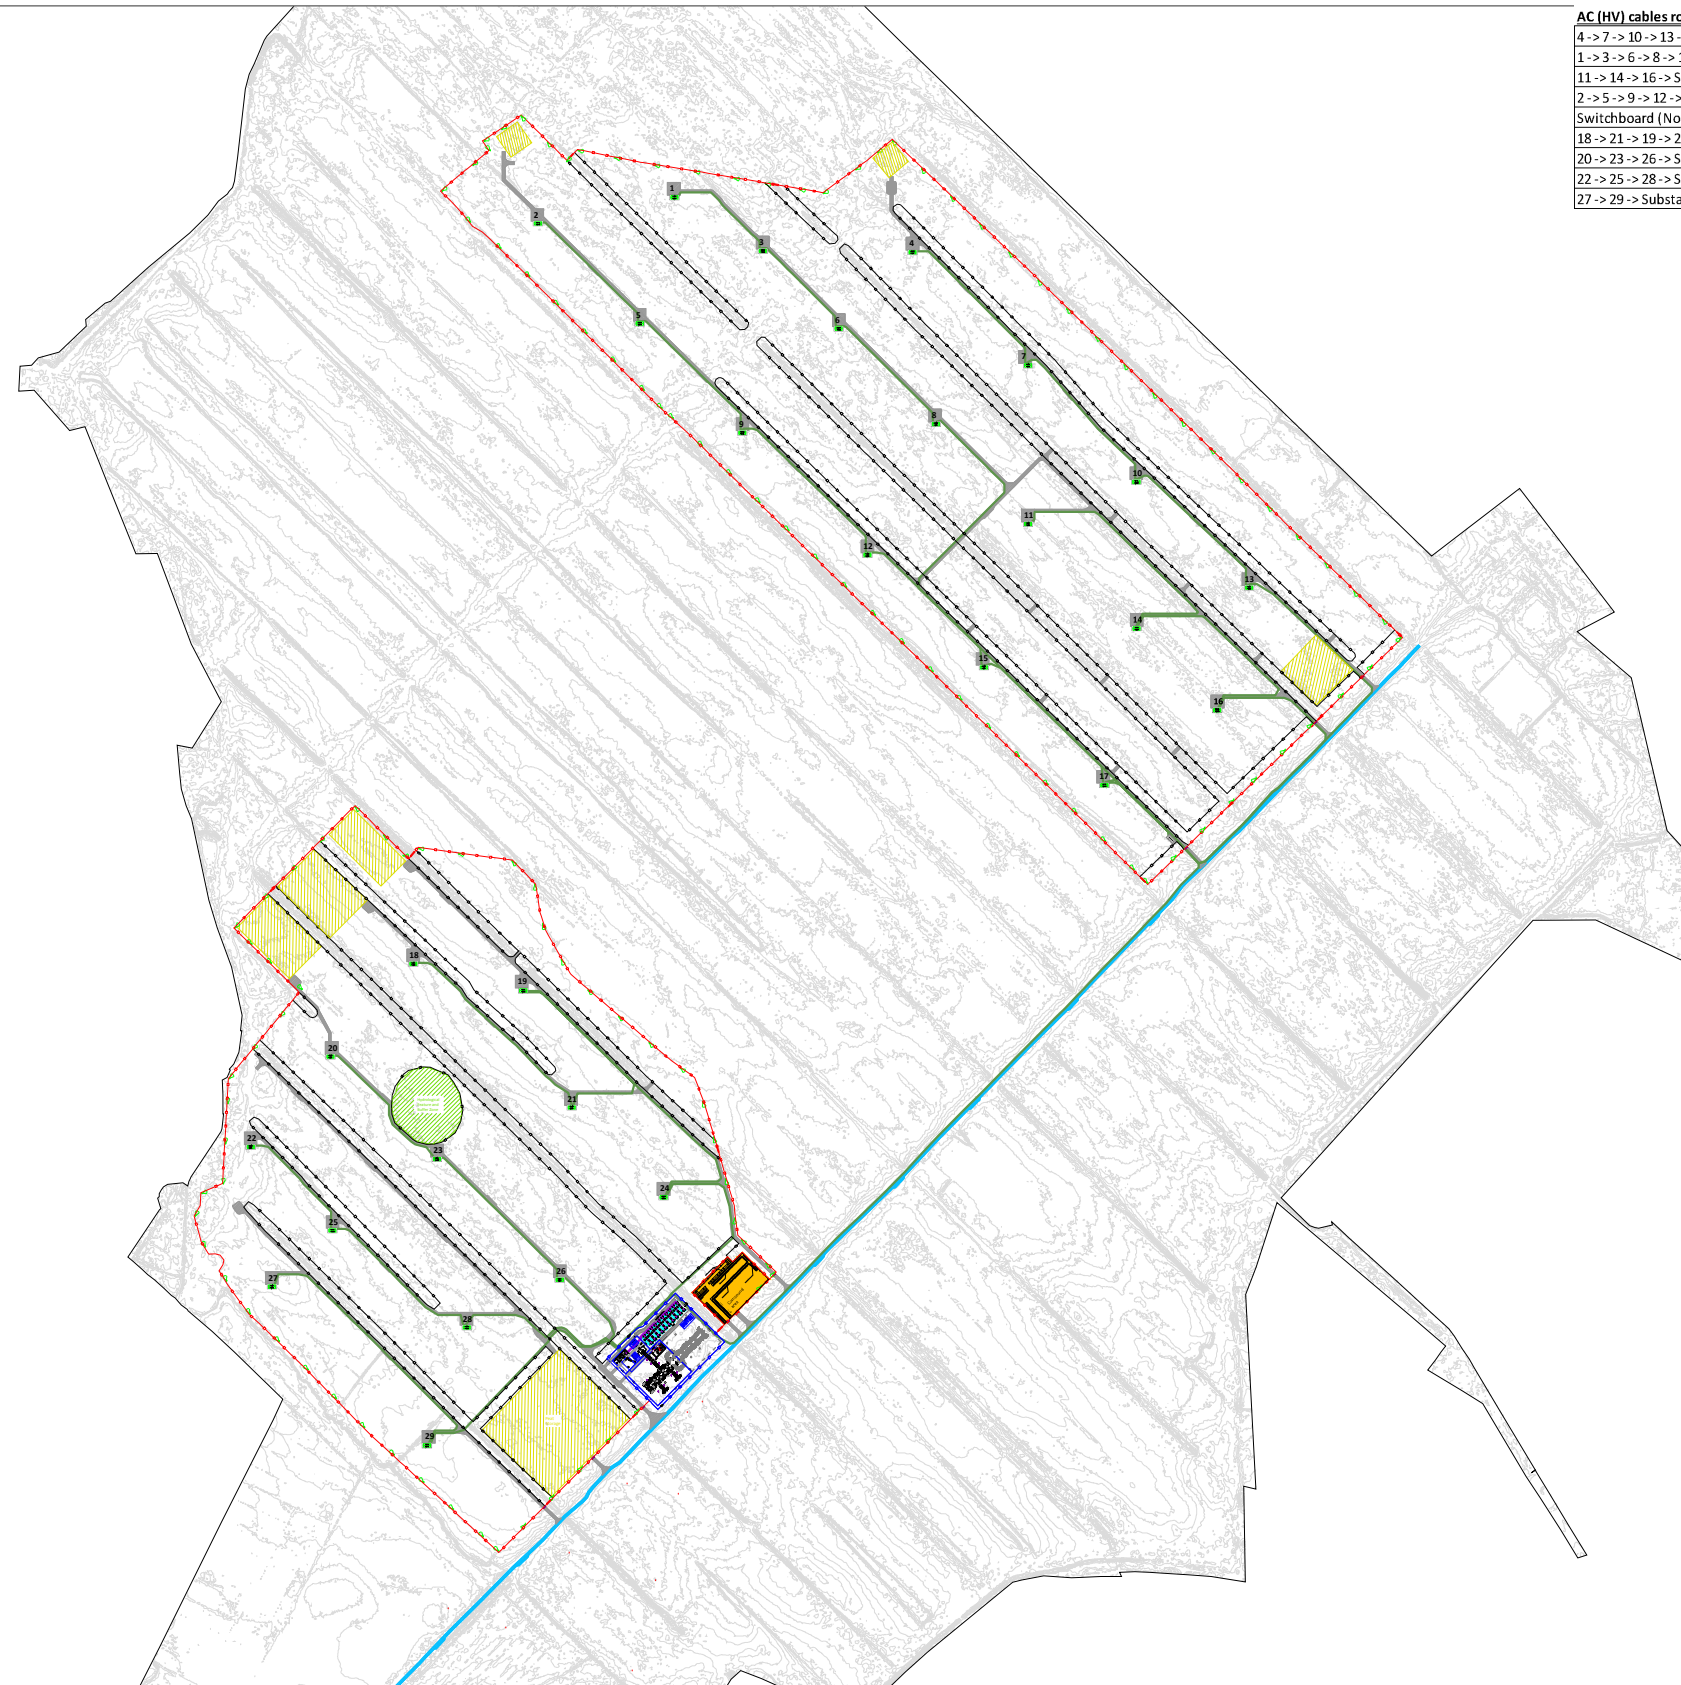 AC (HV) cables ro
4 -> 7 -> 10 -> 13 -
1 -> 3 -> 6 -> 8 -> 1
11 -> 14 -> 16 -> S
2 -> 5 -> 9 -> 12 ->
Switchboard (No
18 -> 21 -> 19 -> 2
20 -> 23 -> 26 -> S
22 -> 25 -> 28 -> S
27 -> 29 -> Substa
1
2
3
4
5
6
7
8
9
10
11
12
13
14
15
16
17
18
19
20
21
22
23
24
25
26
27
28
29